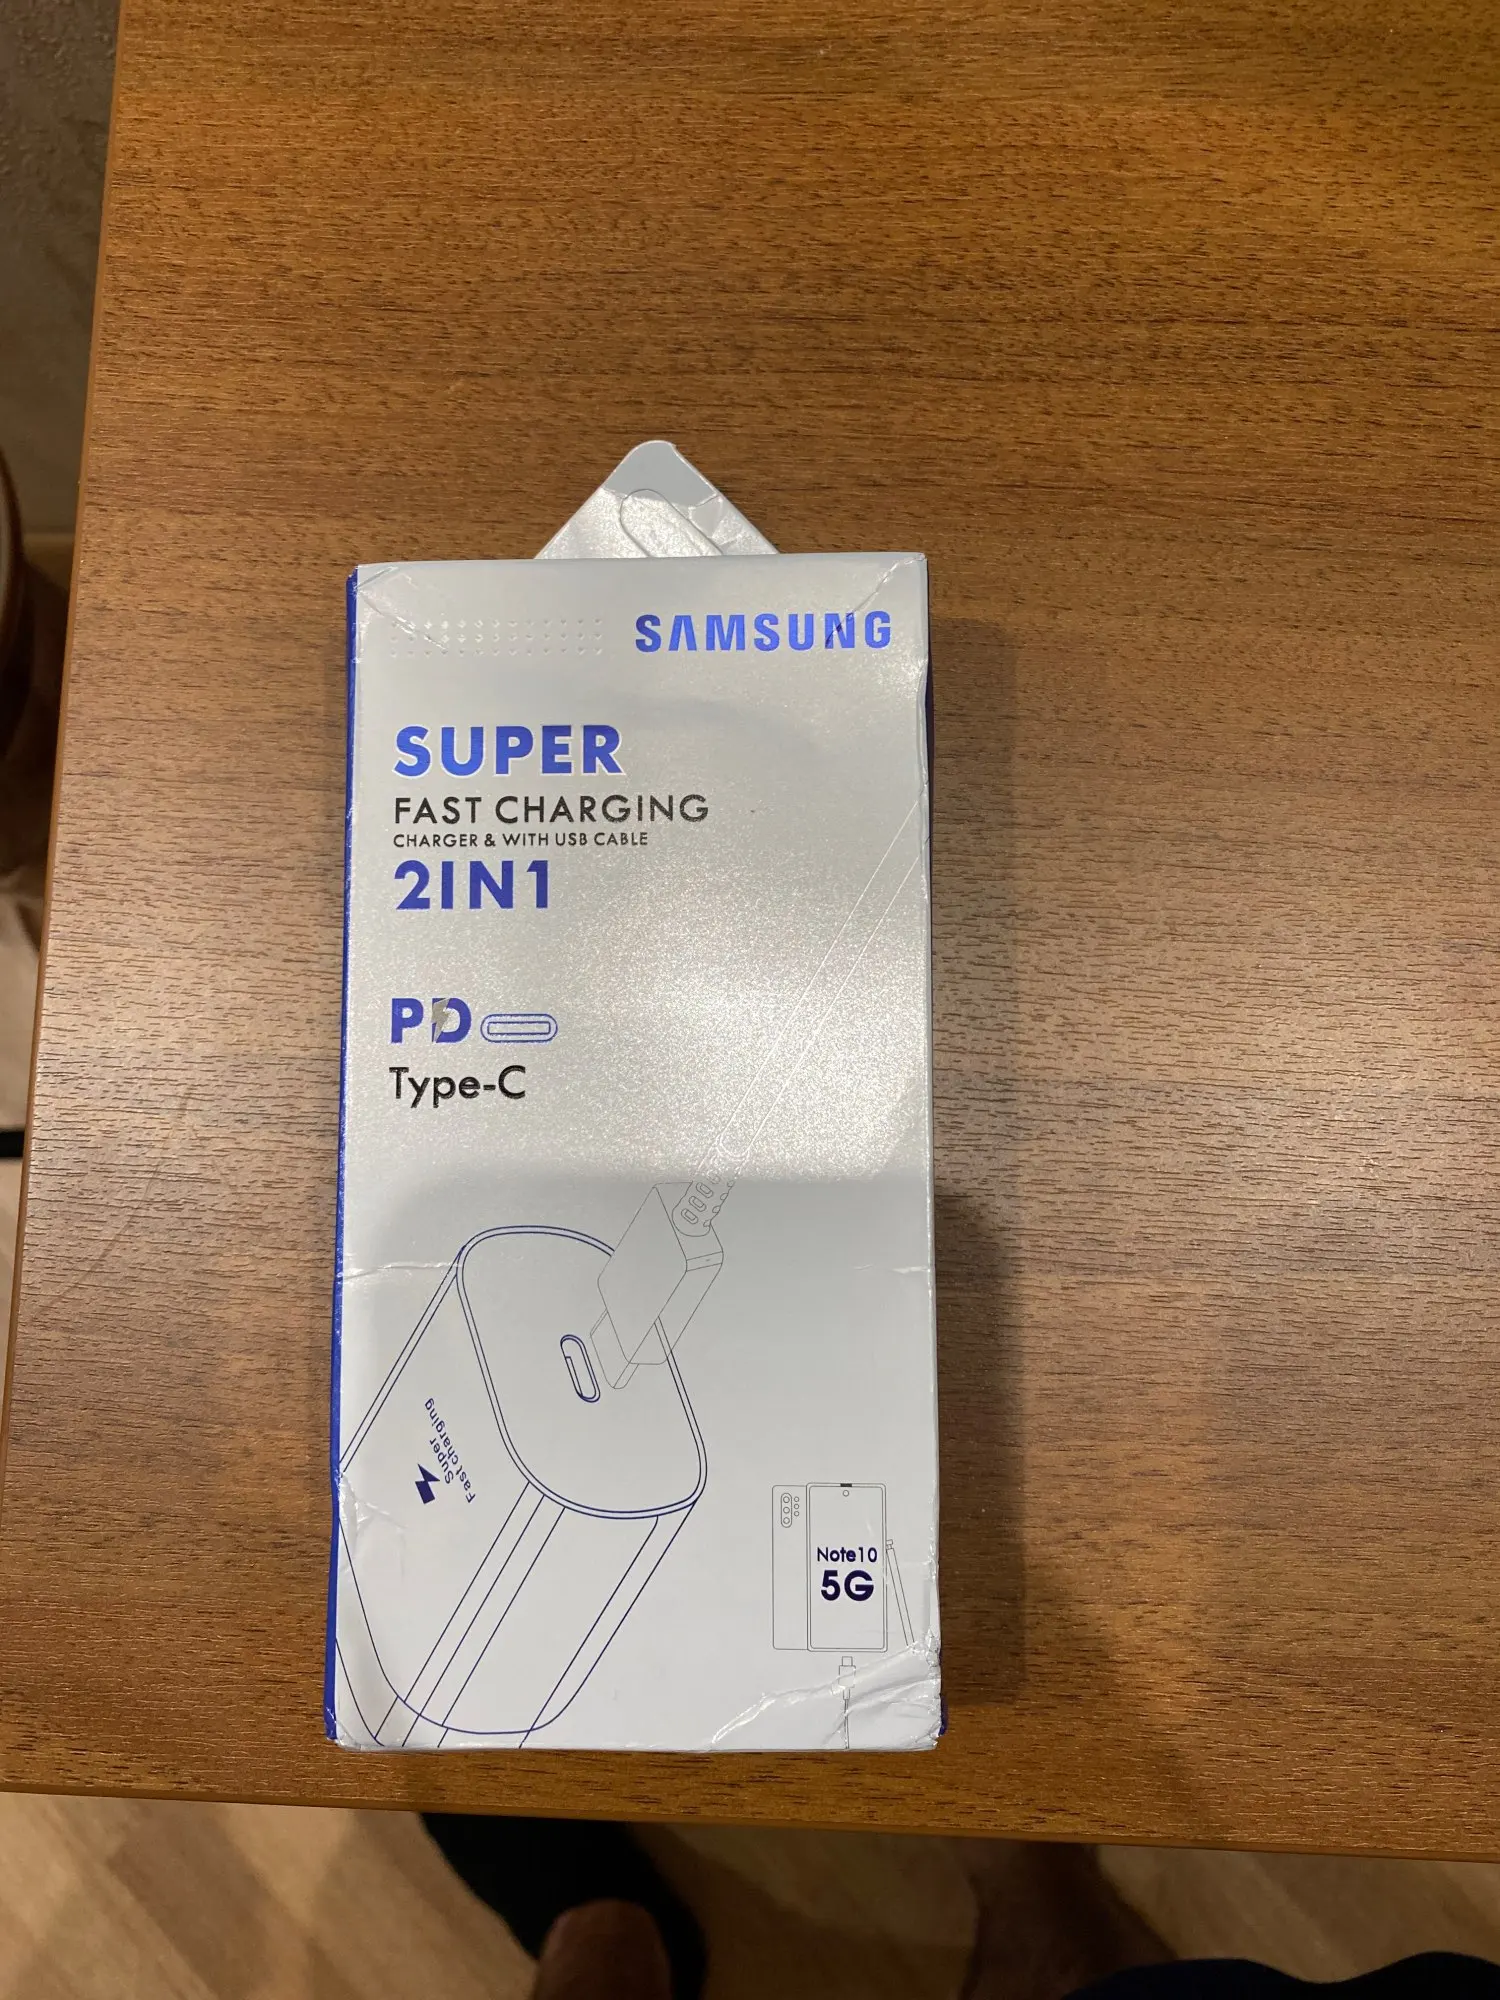 SAMSUNG
SUPER
FAST CHARGING
CHARGER & WITH USB CABLE
2IN1
PD
Type-C
Super
Fast charging
Note10
5G